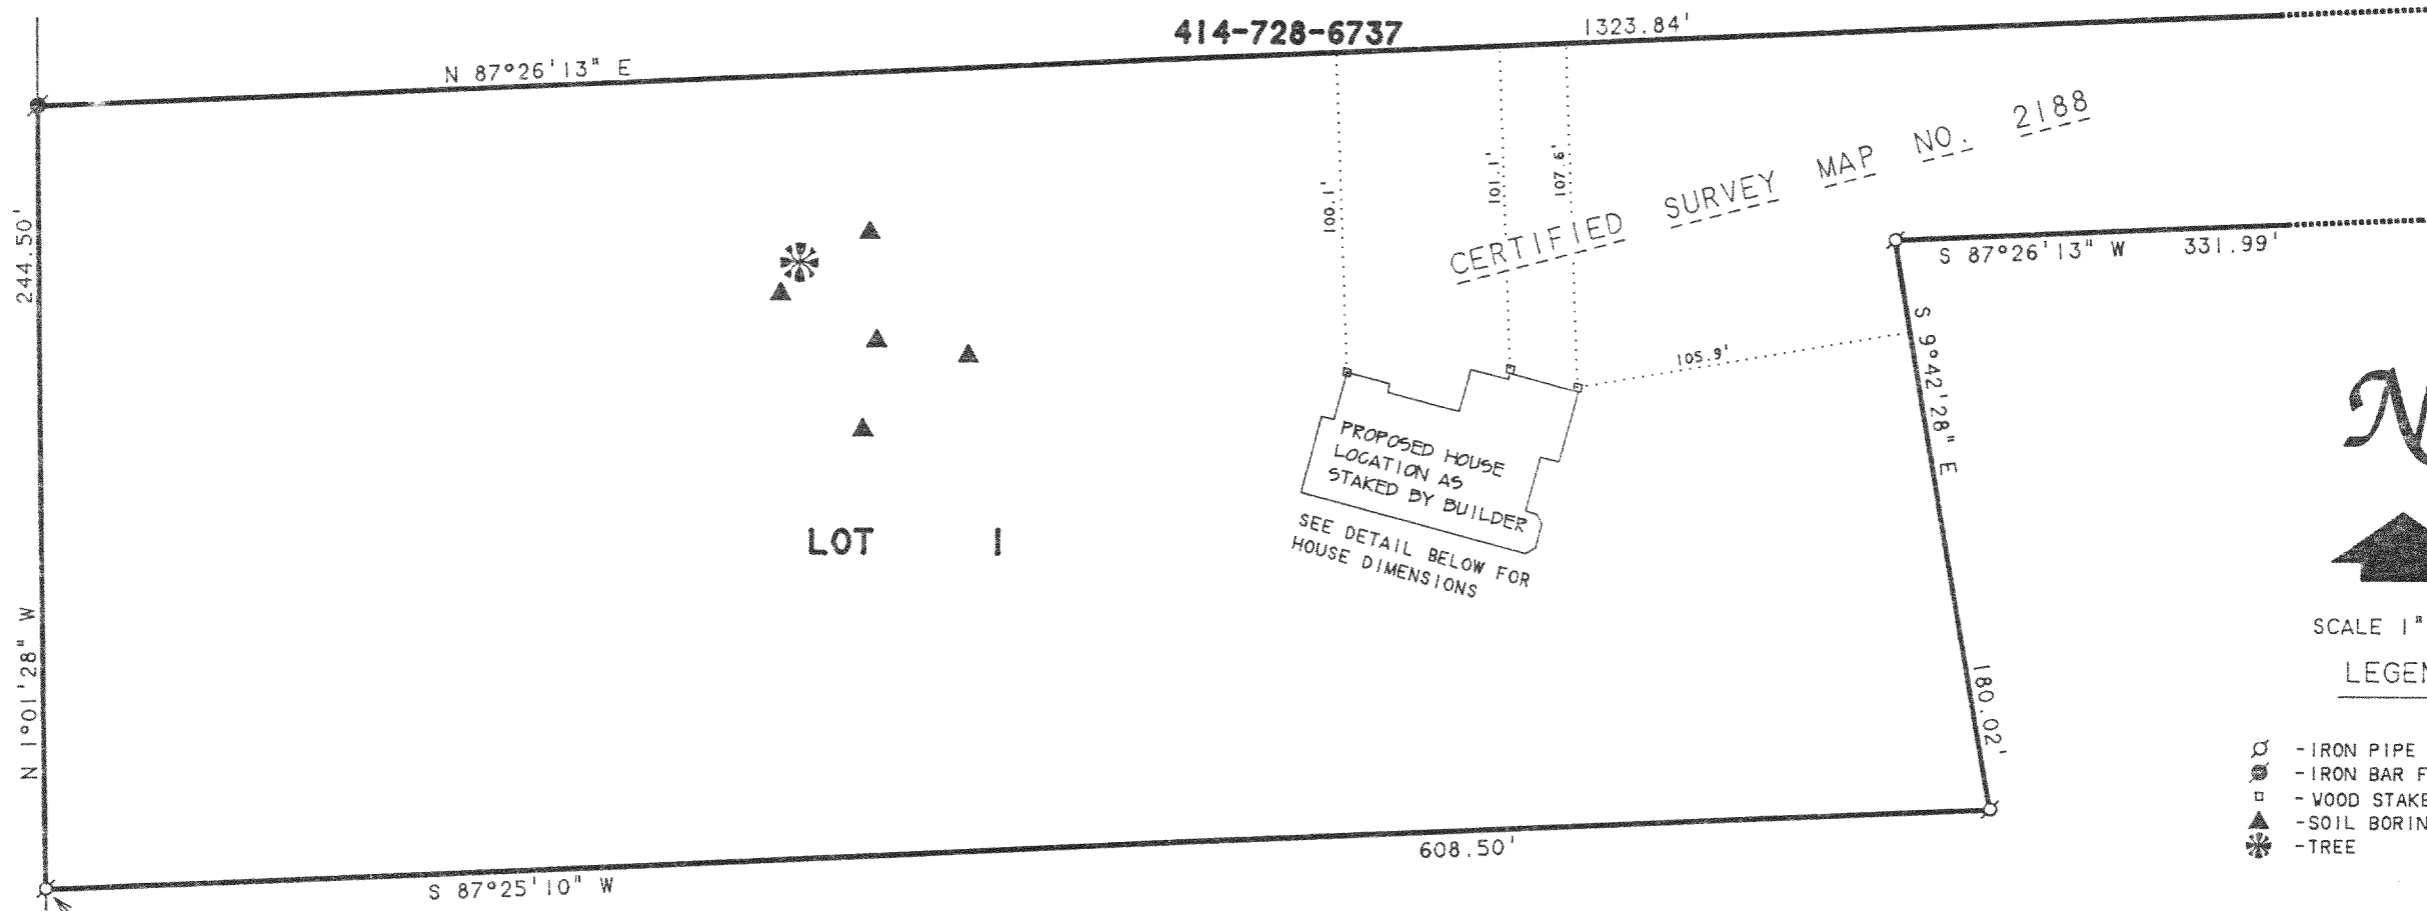 414-728-6737
1323.84'
N 87°26'13" E
244.50'
N 1°01'28" W
100.1'
101.1'
107.6'
CERTIFIED SURVEY MAP NO. 2188
S 87°26'13" W 331.99'
105.9'
S 9°42'28" E
180.02'
PROPOSED HOUSE
LOCATION AS
STAKED BY BUILDER
SEE DETAIL BELOW FOR
HOUSE DIMENSIONS
LOT 1
608.50'
S 87°25'10" W
N
SCALE 1"
LEGEN
-IRON PIPE
-IRON BAR F
-WOOD STAKE
-SOIL BORIN
-TREE